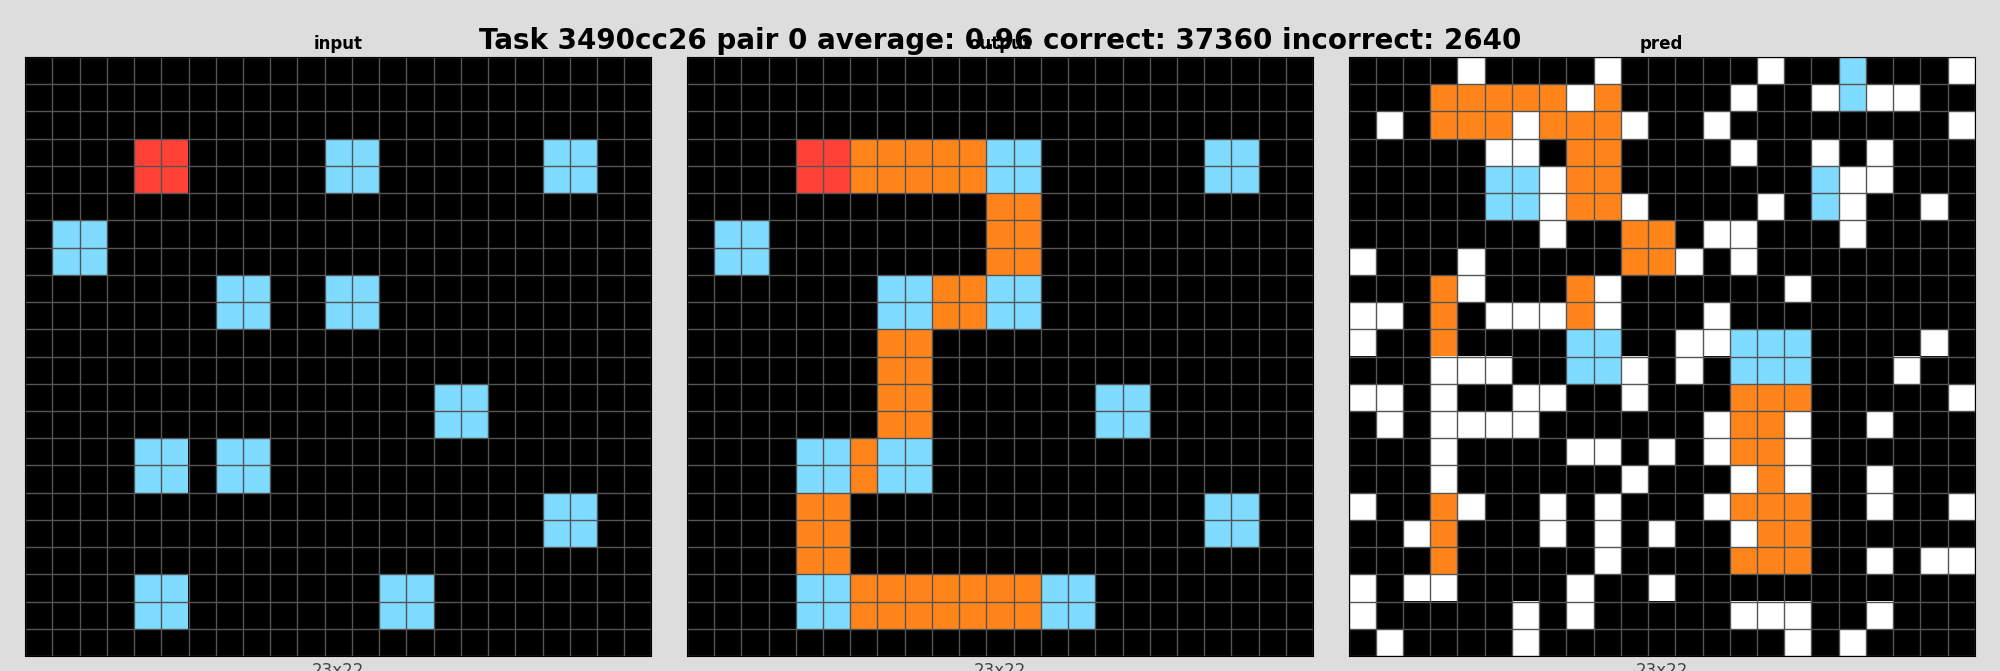 Task 3490cc26 pair 0 average: 0.96 correct: 37360 incorrect: 2640
input
output
pred
23x22
23x22
23x22